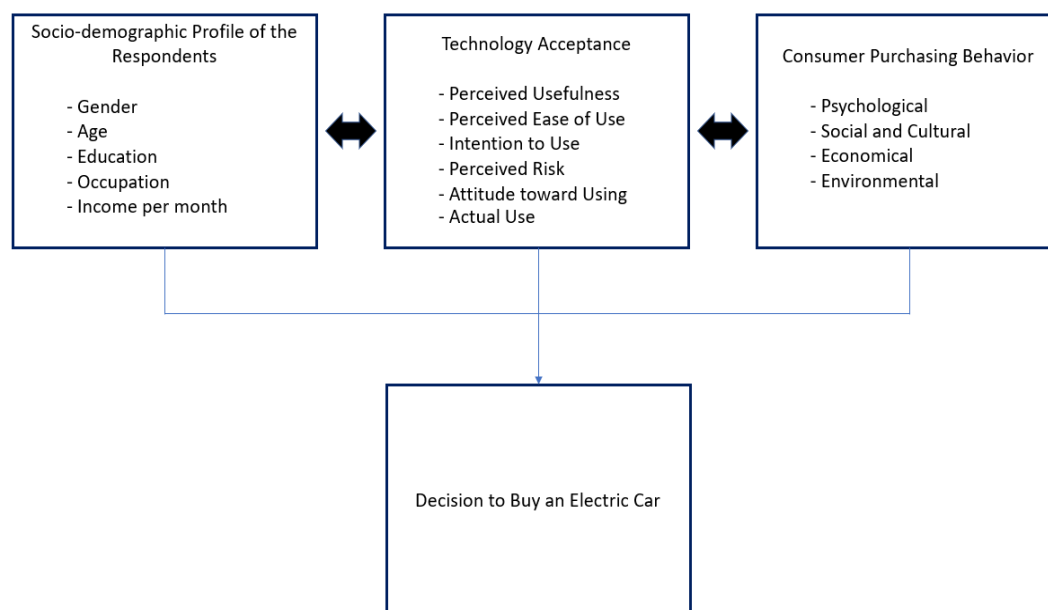 Socio-demographic Profile of the
Respondents
- Gender
- Age
- Education
- Occupation
- Income per month
Technology Acceptance
- Perceived Usefulness
- Perceived Ease of Use
- Intention to Use
- Perceived Risk
- Attitude toward Using
- Actual Use
Consumer Purchasing Behavior
- Psychological
- Social and Cultural
- Economical
- Environmental
Decision to Buy an Electric Car